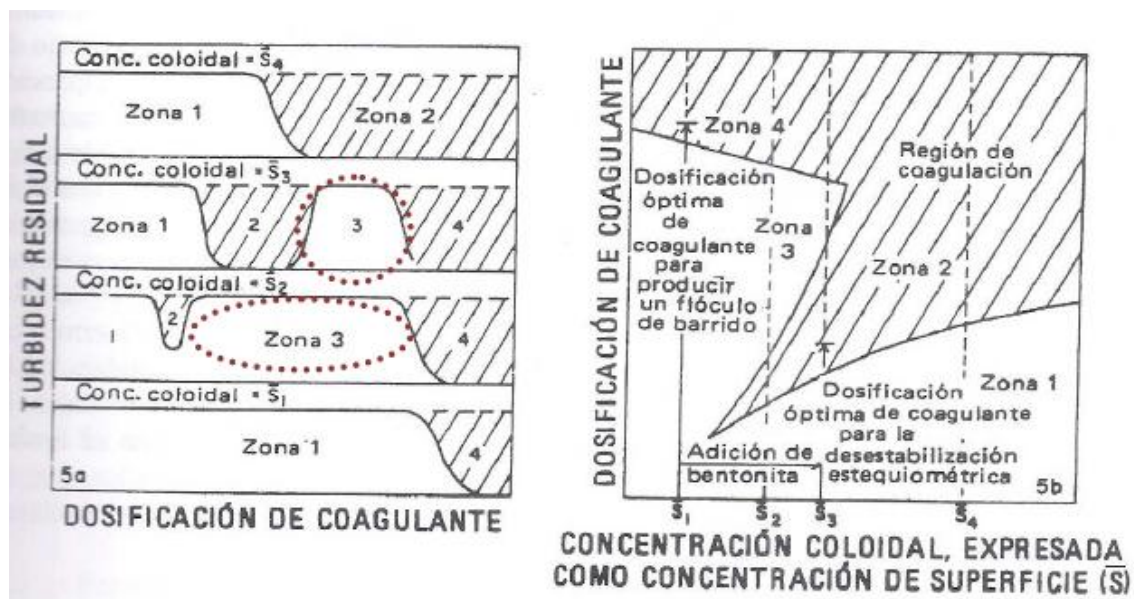 TURBIDEZ RESIDUAL
Conc. coloidal = S̄₄
Zona 1
Zona 2
Conc. coloidal = S̄₃
Zona 1
2
3
4
Conc. coloidal = S̄₂
1
2
Zona 3
4
Conc. coloidal = S̄₁
Zona 1
4
5a
DOSIFICACIÓN DE COAGULANTE
DOSIFICACIÓN DE COAGULANTE
Zona 4
Región de
coagulación
Dosificación
óptima
de
coagulante
para
producir
un flóculo
de barrido
Zona
3
Zona 2
Zona 1
Dosificación
óptima de coagulante
para la
desestabilización
estequiométrica
Adición de
bentonita
5b
S̄₁
S̄₂
S̄₃
S̄₄
CONCENTRACIÓN COLOIDAL, EXPRESADA
COMO CONCENTRACIÓN DE SUPERFICIE (S̄)